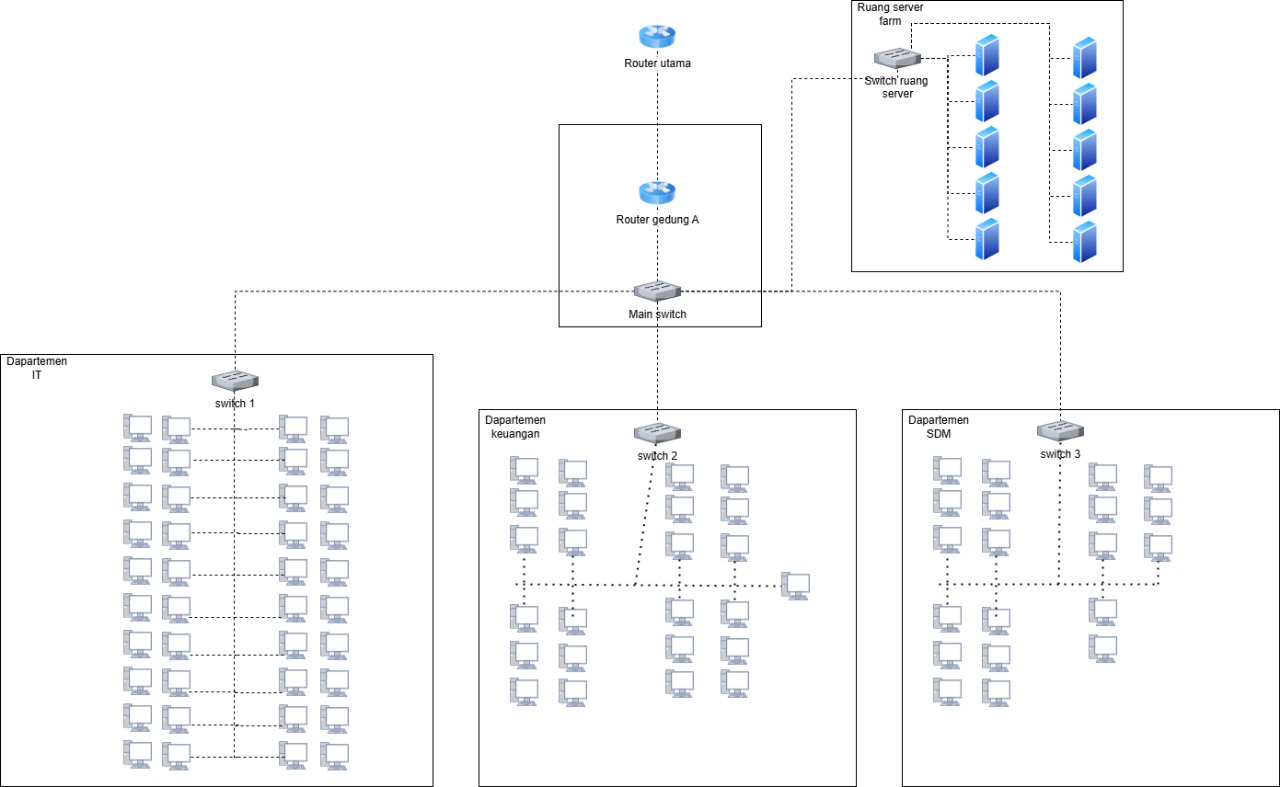 Ruang server
farm
Router utama
Switch ruang
server
Router gedung A
Main switch
Dapartemen
IT
switch 1
Dapartemen
keuangan
switch 2
Dapartemen
SDM
switch 3